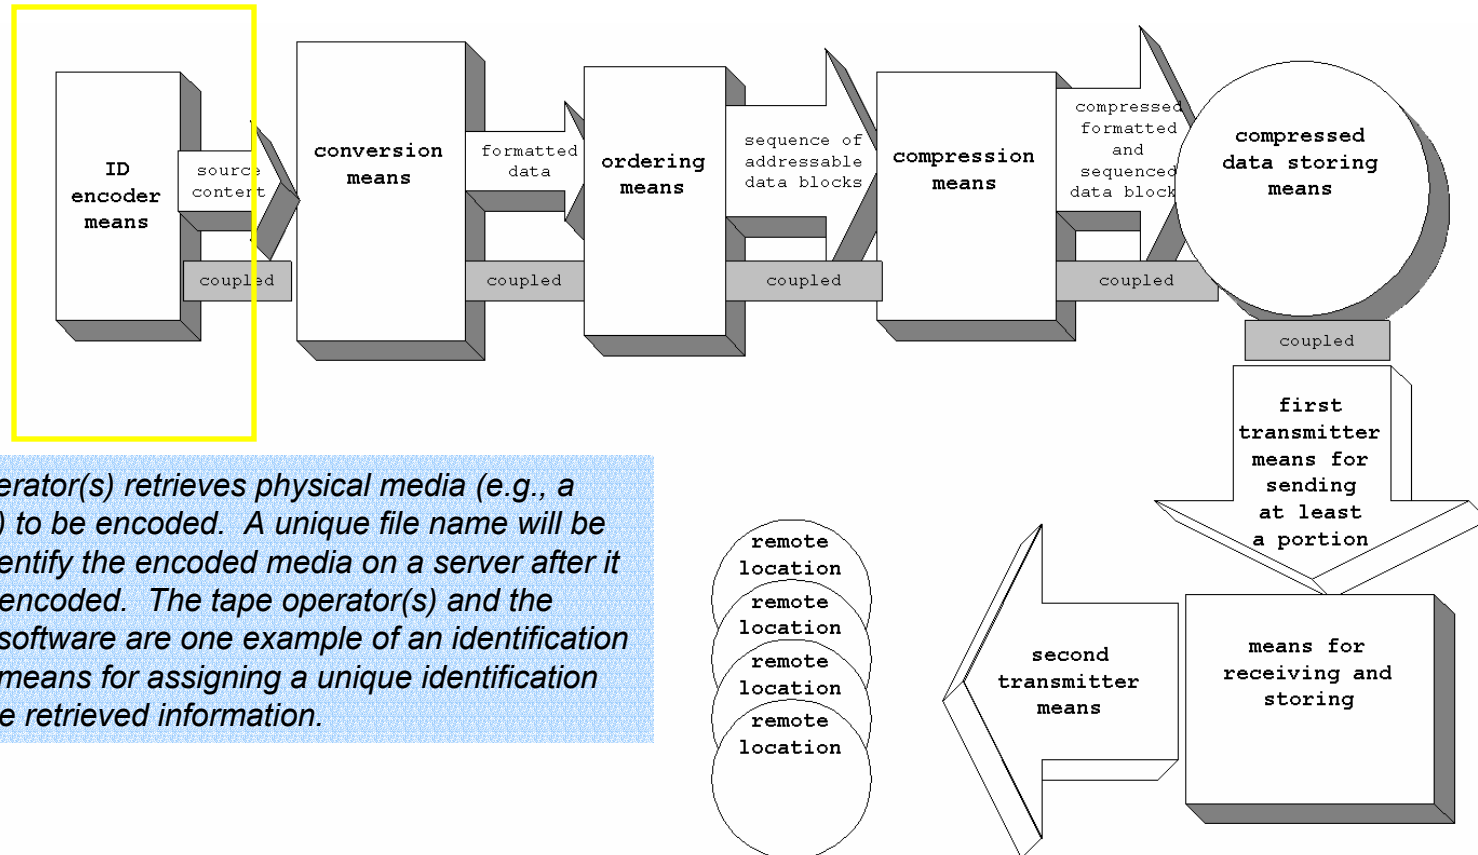 ID
encoder
means
source
content
coupled
conversion
means
formatted
data
coupled
ordering
means
sequence of
addressable
data blocks
coupled
compression
means
compressed
formatted
and
sequenced
data block
coupled
compressed
data storing
means
coupled
first
transmitter
means for
sending
at least
a portion
erator(s) retrieves physical media (e.g., a
) to be encoded. A unique file name will be
entify the encoded media on a server after it
encoded. The tape operator(s) and the
software are one example of an identification
means for assigning a unique identification
e retrieved information.
remote
location
remote
location
remote
location
remote
location
second
transmitter
means
means for
receiving and
storing